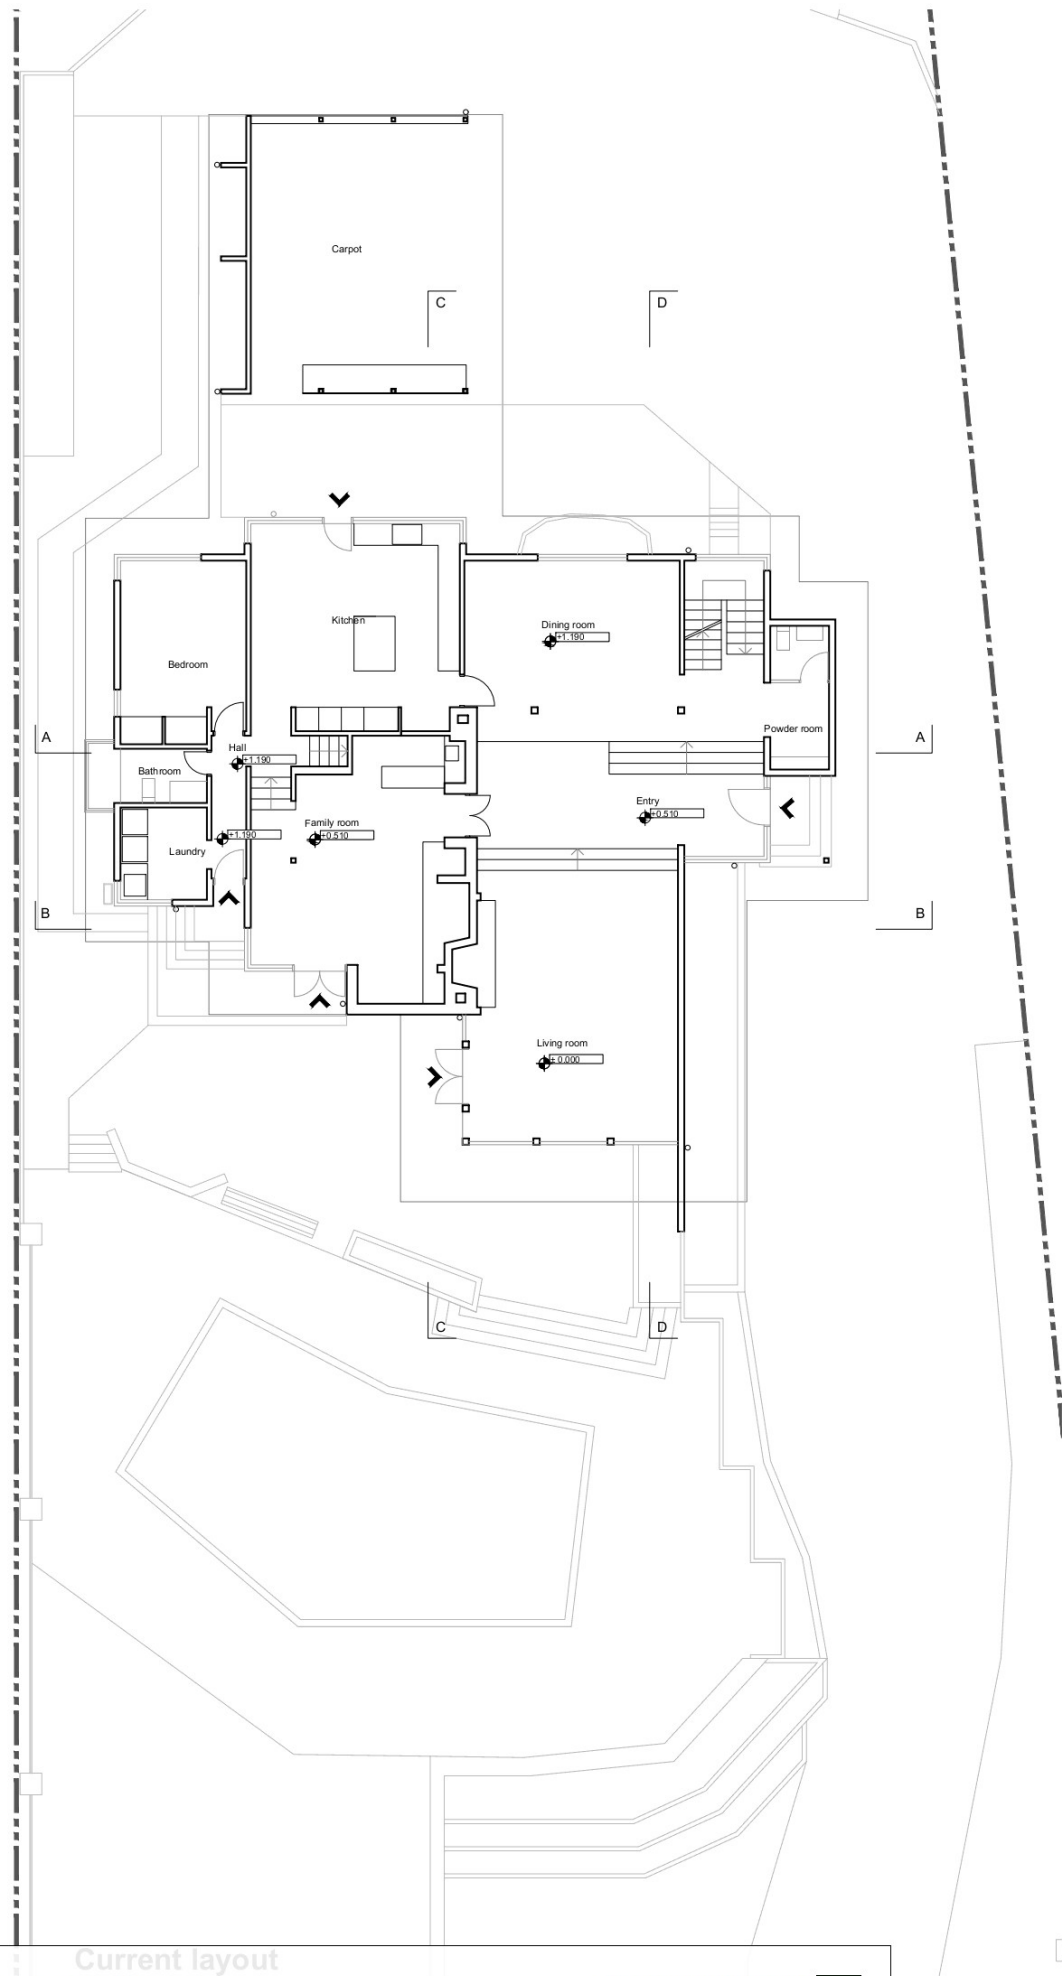 Carpot
C
D
Kitchen
Dining room
+1.190
Bedroom
Powder room
A
A
Hall
+1.190
Bathroom
Entry
+0.510
Family room
+0.510
+1.190
Laundry
B
B
Living room
± 0.000
C
D
Current layout